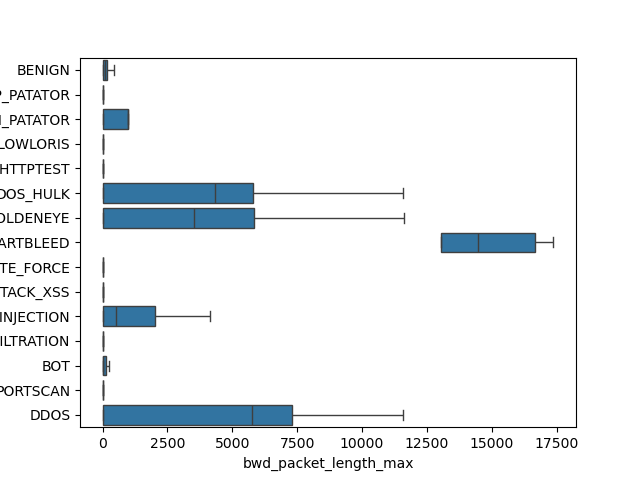 BENIGN
P_PATATOR
H_PATATOR
LOWLORIS
HTTPTEST
DOS_HULK
OLDENEYE
ARTBLEED
TE_FORCE
TACK_XSS
INJECTION
ILTRATION
BOT
PORTSCAN
DDOS
0 2500 5000 7500 10000 12500 15000 17500
bwd_packet_length_max